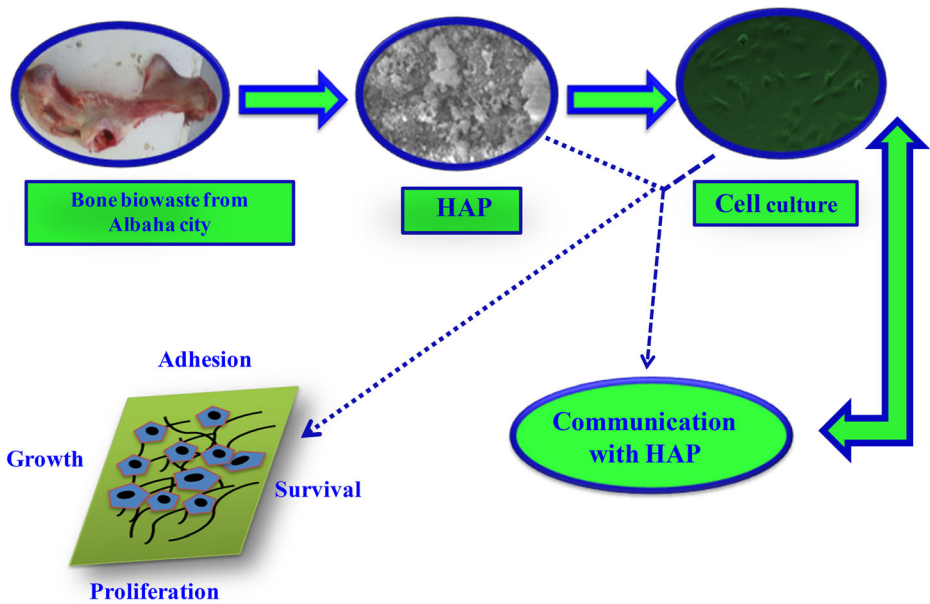 Bone biowaste from
Albaha city
HAP
Cell culture
Adhesion
Growth
Survival
Proliferation
Communication
with HAP